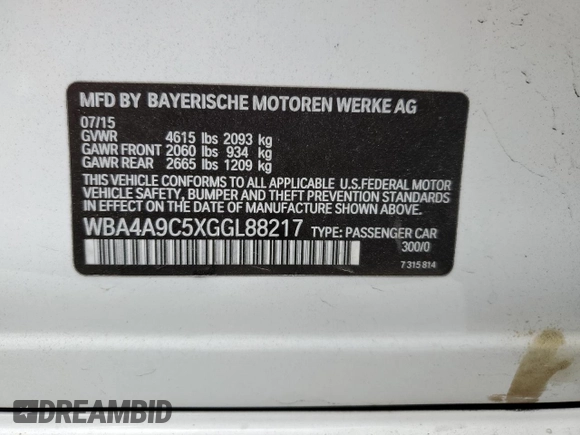 MFD BY BAYERISCHE MOTOREN WERKE AG
07/15
GVWR 4615 lbs 2093 kg
GAWR FRONT 2060 lbs 934 kg
GAWR REAR 2665 lbs 1209 kg
THIS VEHICLE CONFORMS TO ALL APPLICABLE U.S.FEDERAL MOTOR
VEHICLE SAFETY, BUMPER AND THEFT PREVENTION STANDARDS
IN EFFECT ON THE DATE OF MANUFACTURE SHOWN ABOVE.
WBA4A9C5XGGL88217 TYPE: PASSENGER CAR
300/0
7 315 814
DREAMBID